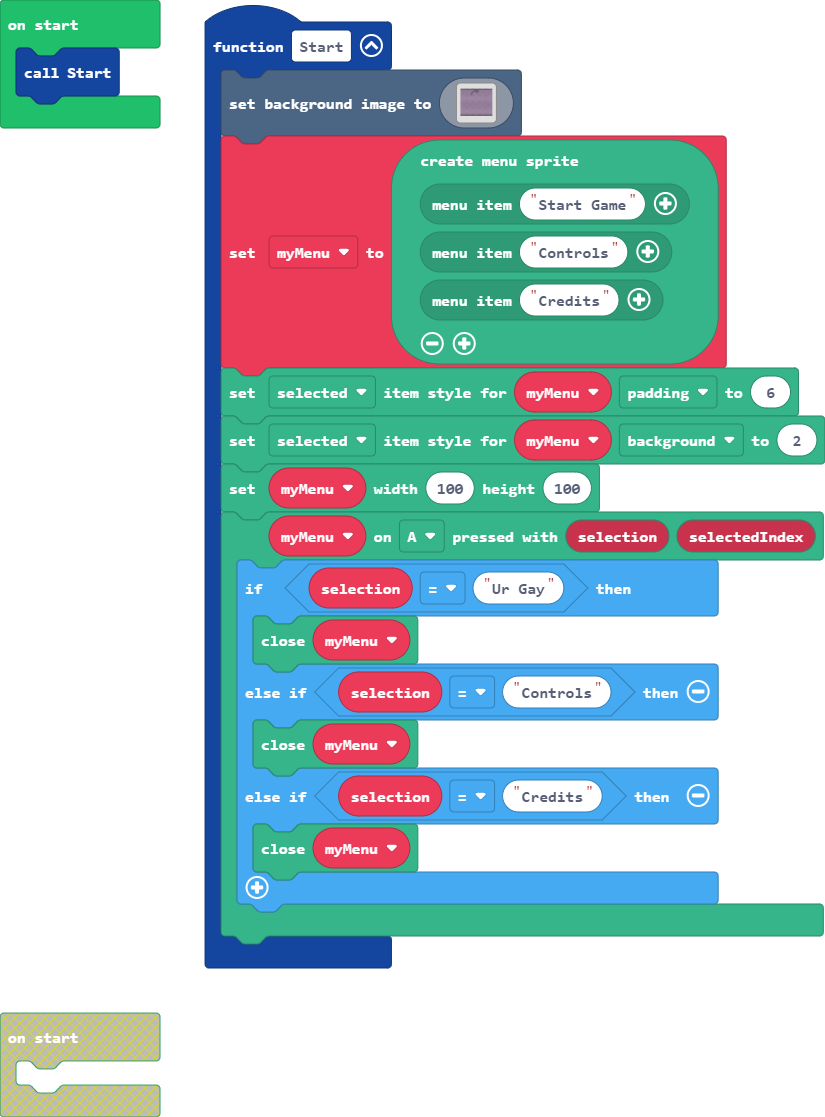 on start
call Start
function Start
set background image to
create menu sprite
menu item "Start Game"
menu item "Controls"
set myMenu to
menu item "Credits"
set selected item style for myMenu padding to 6
set selected item style for myMenu background to 2
set myMenu width 100 height 100
myMenu on A pressed with selection selectedIndex
if selection = "Ur Gay" then
close myMenu
else if selection = "Controls" then
close myMenu
else if selection = "Credits" then
close myMenu
on start